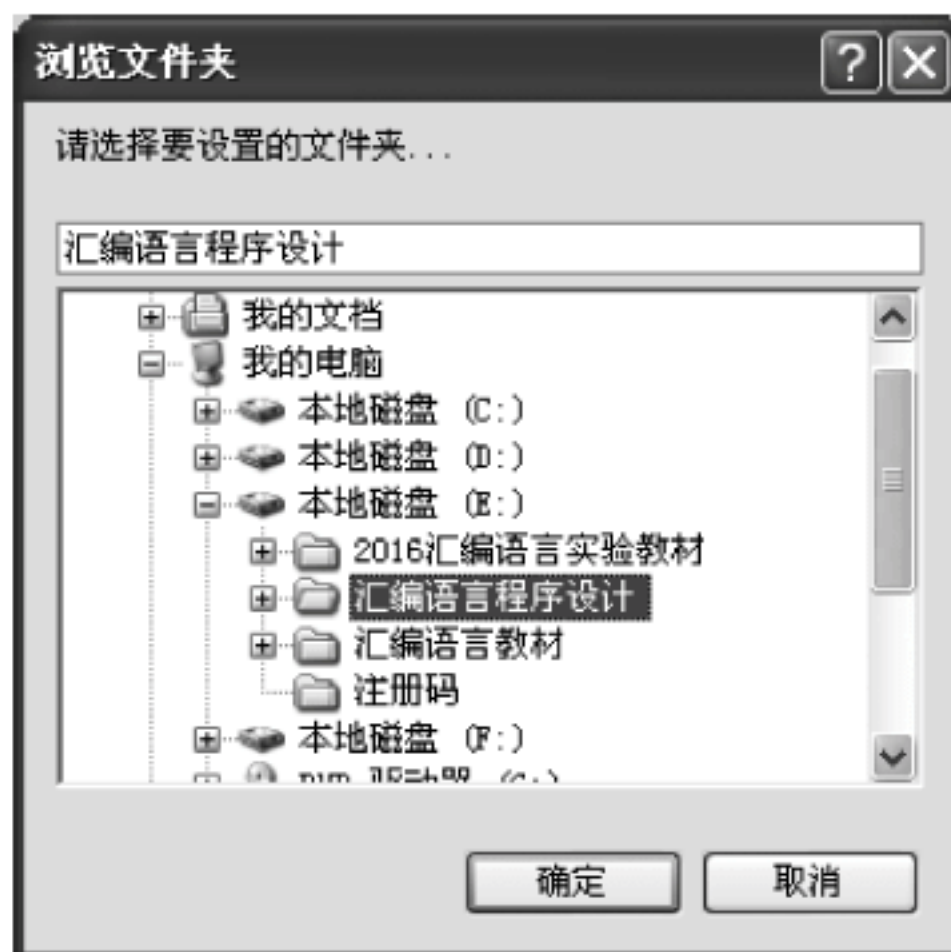 浏览文件夹
请选择要设置的文件夹...
汇编语言程序设计
我的文档
我的电脑
本地磁盘 (C:)
本地磁盘 (D:)
本地磁盘 (E:)
2016汇编语言实验教材
汇编语言程序设计
汇编语言教材
注册码
本地磁盘 (F:)
确定 取消